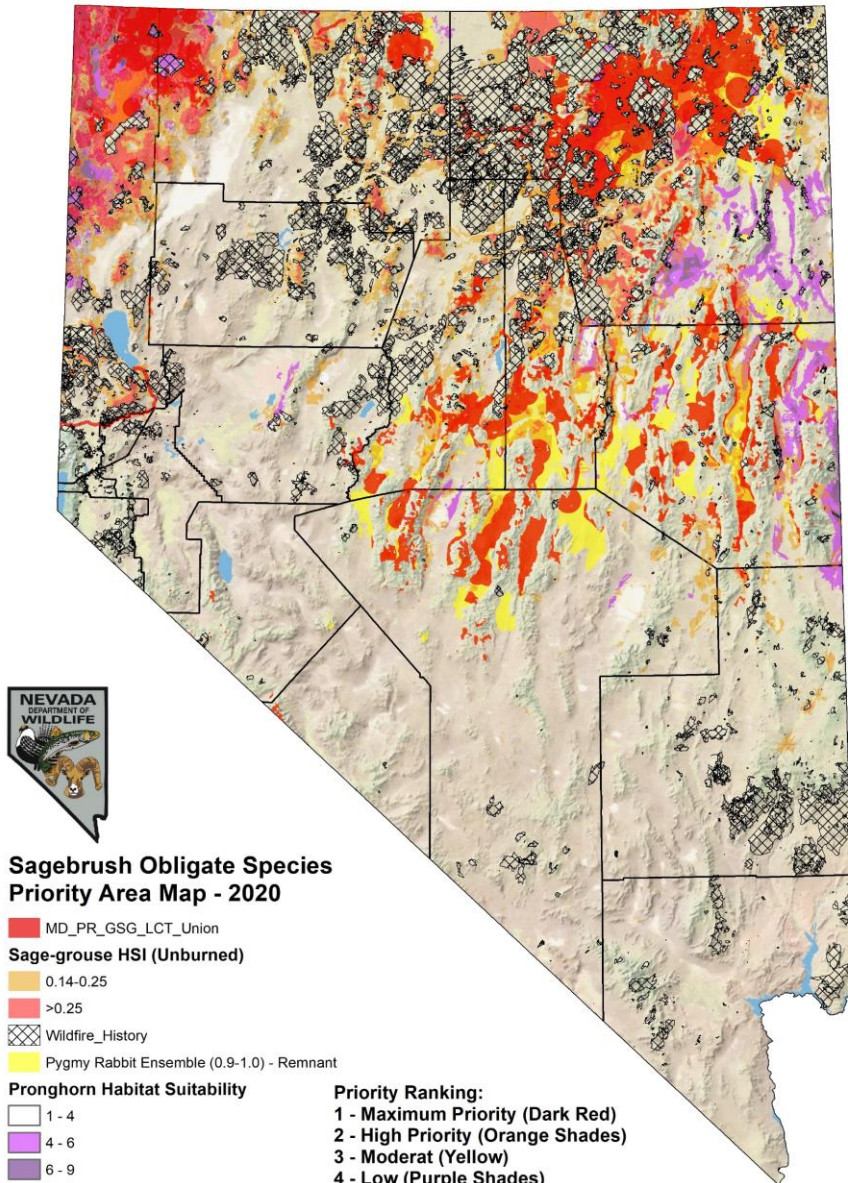 NEVADA
DEPARTMENT OF
WILDLIFE
Sagebrush Obligate Species
Priority Area Map - 2020
MD_PR_GSG_LCT_Union
Sage-grouse HSI (Unburned)
0.14-0.25
>0.25
Wildfire_History
Pygmy Rabbit Ensemble (0.9-1.0) - Remnant
Pronghorn Habitat Suitability
1 - 4
4 - 6
6 - 9
Priority Ranking:
1 - Maximum Priority (Dark Red)
2 - High Priority (Orange Shades)
3 - Moderat (Yellow)
4 - Low (Purple Shades)